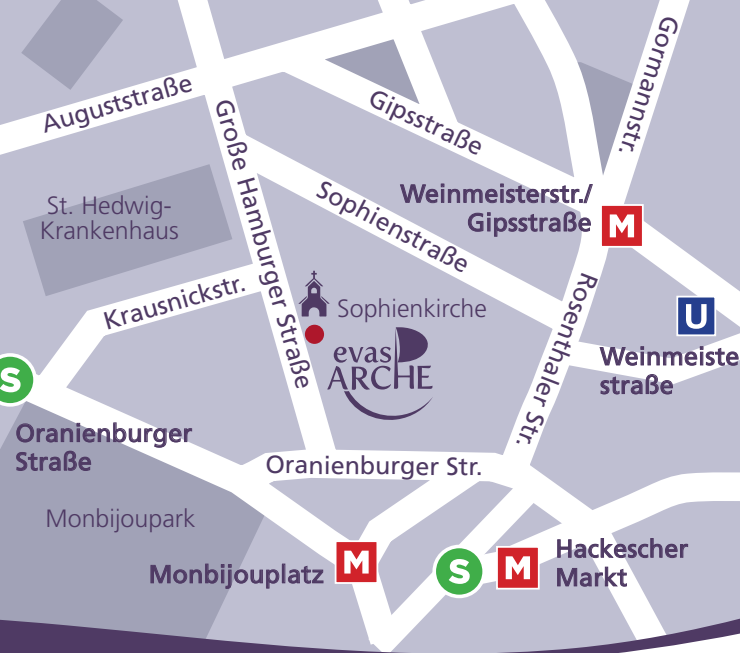 Auguststraße
Große Hamburger Straße
Gipsstraße
Gormannstr.
St. Hedwig-
Krankenhaus
Sophienstraße
Weinmeisterstr./
Gipsstraße
M
Krausnickstr.
Sophienkirche
Rosenthaler Str.
U
evas
ARCHE
Weinmeiste
straße
S
Oranienburger
Straße
Oranienburger Str.
Monbijoupark
Monbijouplatz
M
S
M
Hackescher
Markt